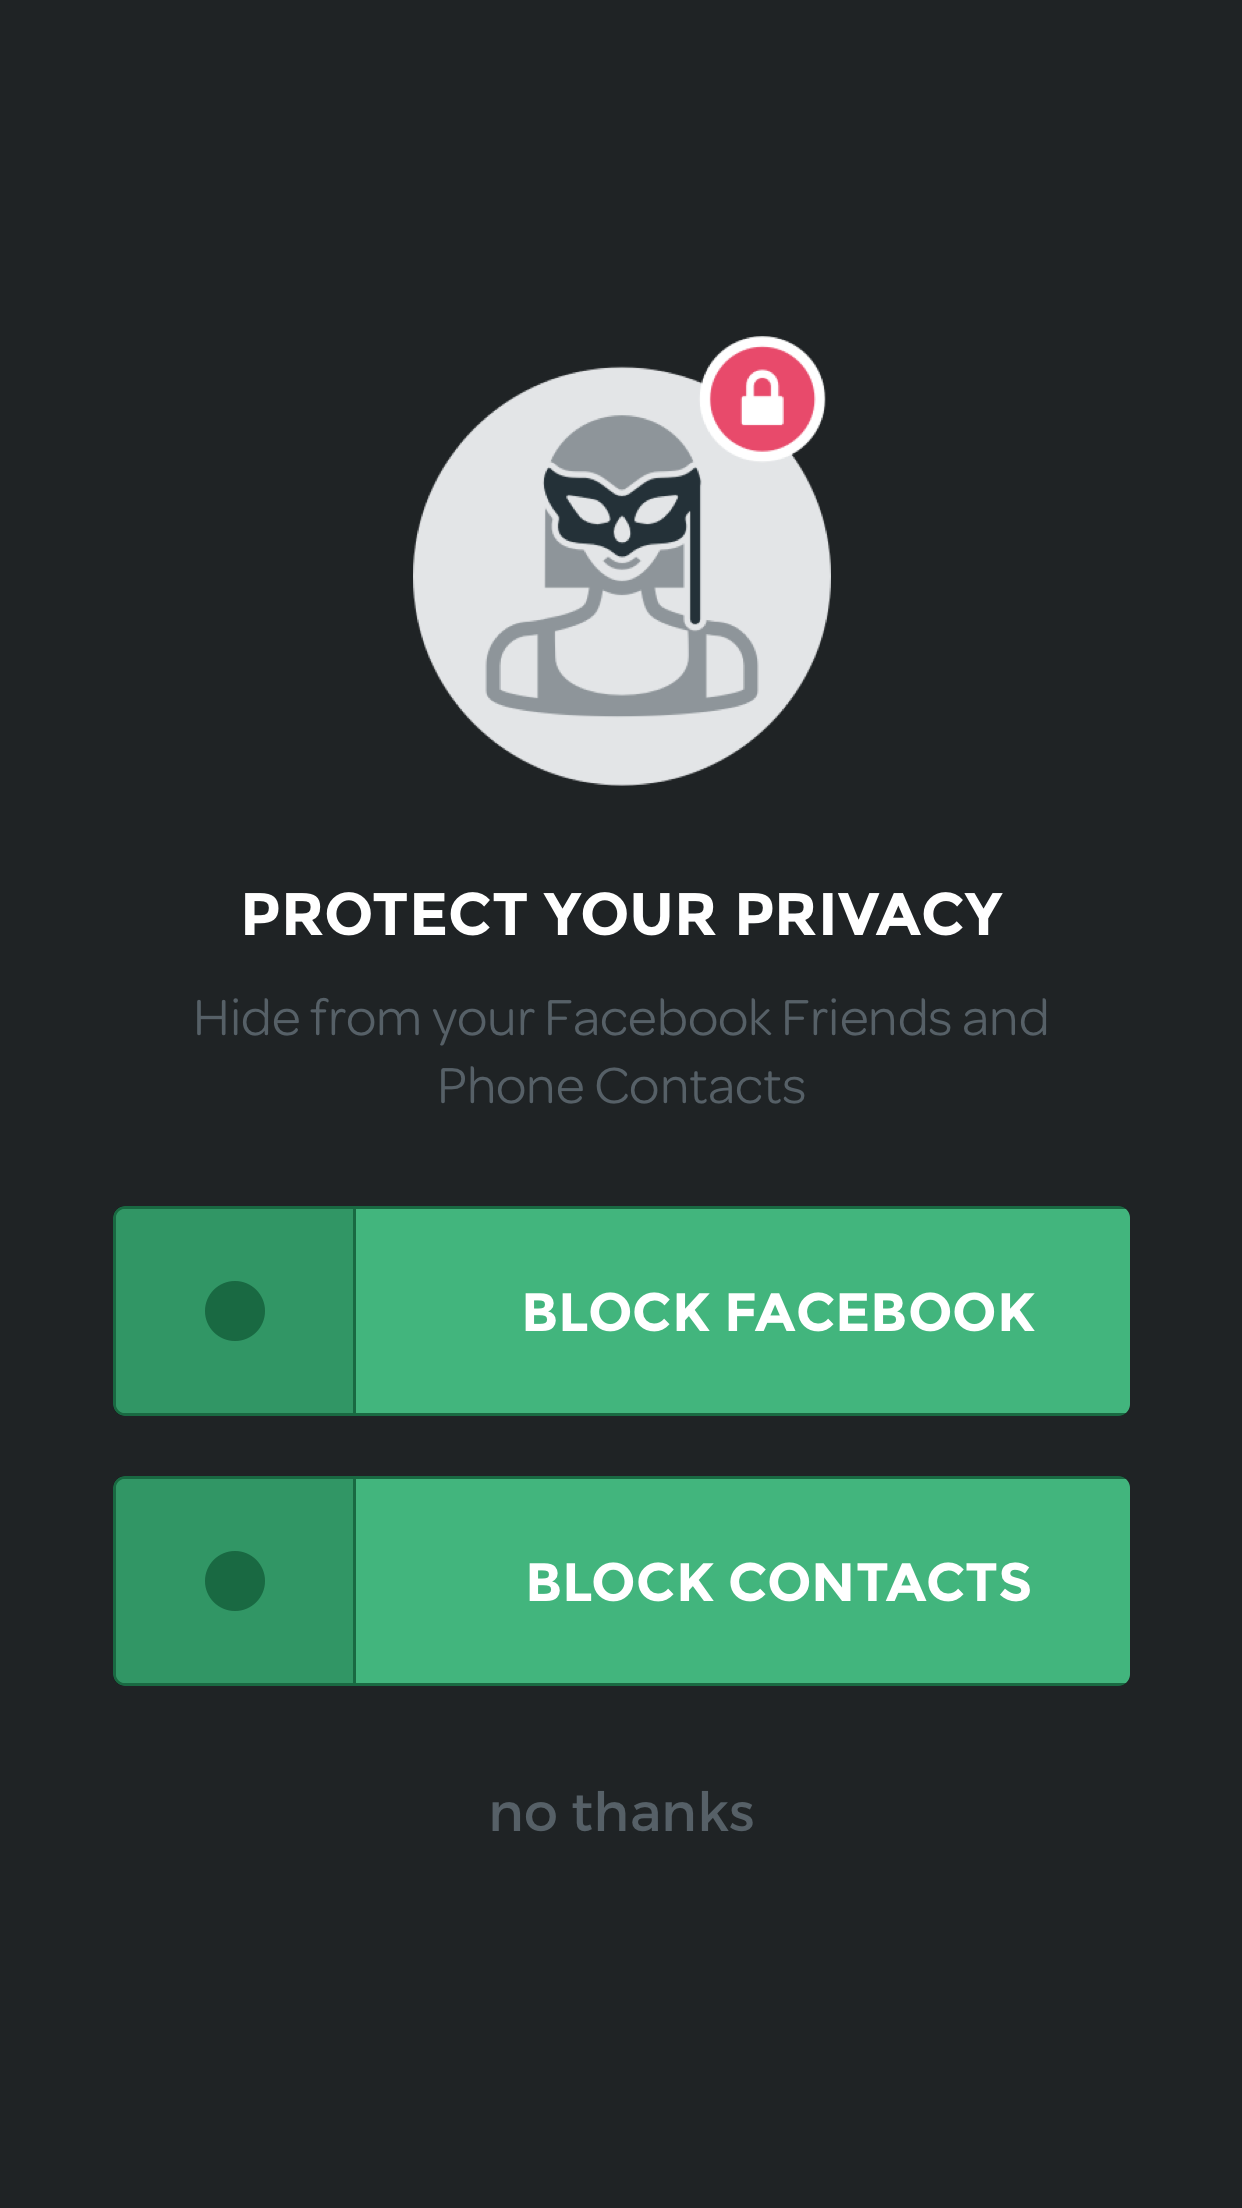 PROTECT YOUR PRIVACY
Hide from your Facebook Friends and
Phone Contacts
BLOCK FACEBOOK
BLOCK CONTACTS
no thanks